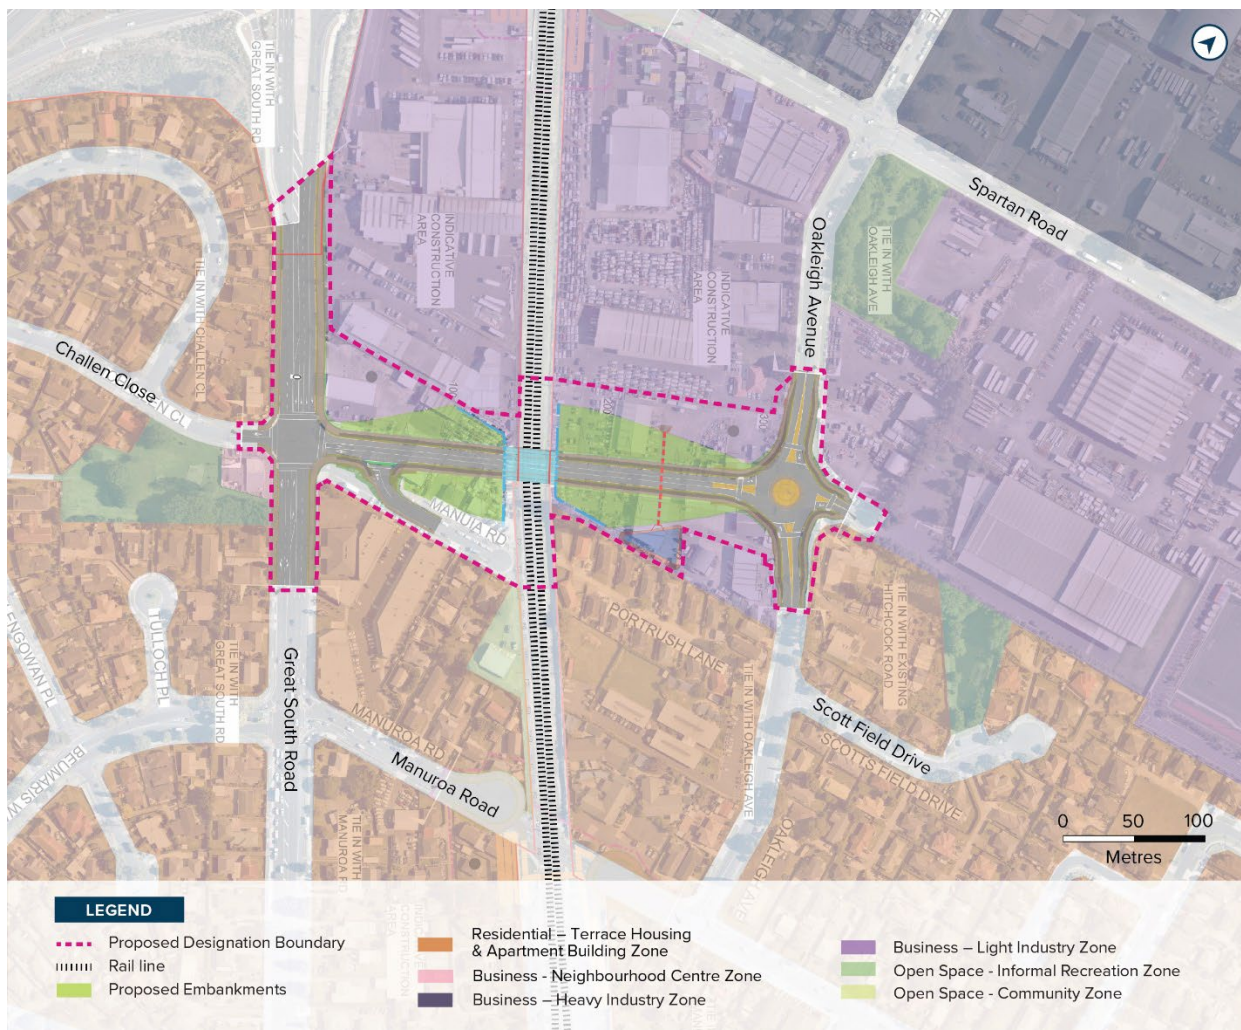 TIE IN WITH
GREAT SOUTH RD
TIE IN WITH CHALLEN CL
INDICATIVE
CONSTRUCTION
AREA
INDICATIVE
CONSTRUCTION
AREA
TIE IN WITH
OAKLEIGH AVE
Spartan Road
Oakleigh Avenue
Challen Close
CL
0
200
300
MANUIA RD
TULLOCH PL
BEUMARIS W
TIE IN WITH
GREAT SOUTH RD
Great South Road
MANUROA RD
Manuroa Road
TIE IN WITH
MANUROA RD
PORTRUSH LANE
TIE IN WITH OAKLEIGH AVE
TIE IN WITH EXISTING
HITCHCOCK ROAD
Scott Field Drive
SCOTTS FIELD DRIVE
OAKLEIGH AVE
0 50 100
Metres
LEGEND
Proposed Designation Boundary
Rail line
Proposed Embankments
Residential – Terrace Housing
& Apartment Building Zone
Business - Neighbourhood Centre Zone
Business – Heavy Industry Zone
Business – Light Industry Zone
Open Space - Informal Recreation Zone
Open Space - Community Zone